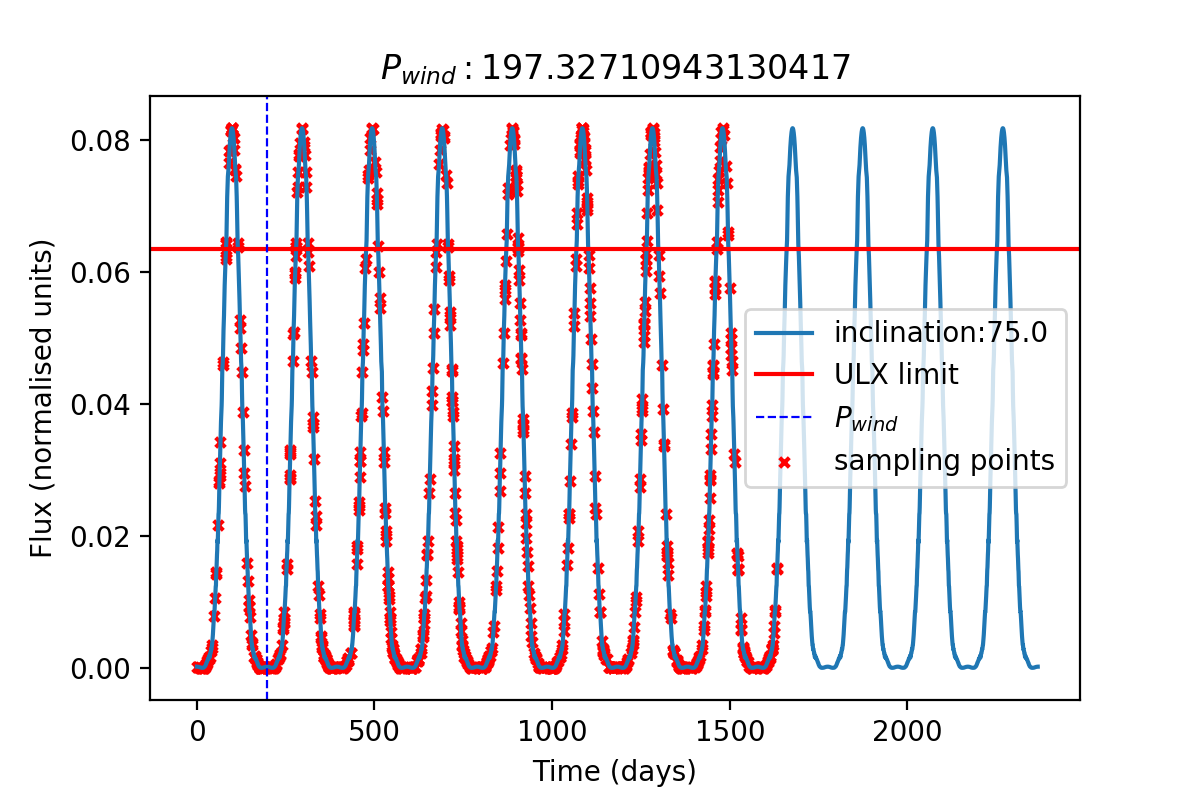 P_wind : 197.32710943130417
Flux (normalised units)
0.08
0.06
0.04
0.02
0.00
inclination:75.0
ULX limit
P_wind
sampling points
0 500 1000 1500 2000
Time (days)